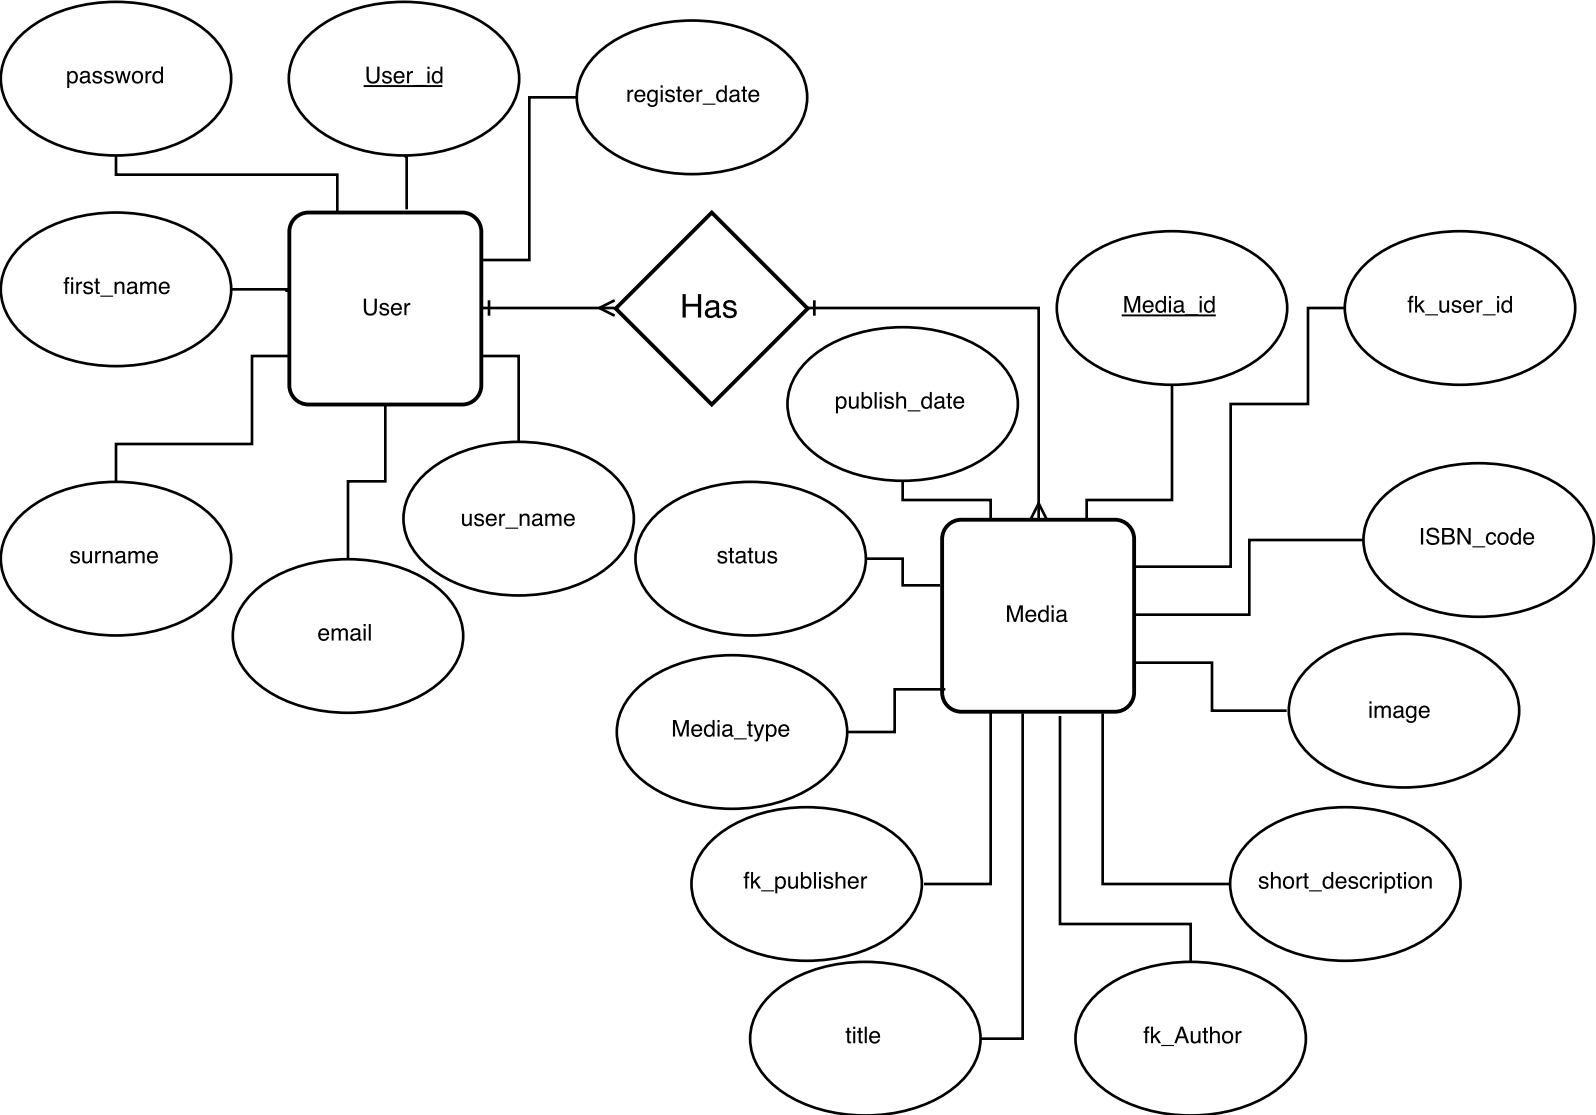 password
User_id
register_date
first_name
User
Has
Media_id
fk_user_id
publish_date
surname
email
user_name
status
Media
ISBN_code
Media_type
image
fk_publisher
short_description
title
fk_Author